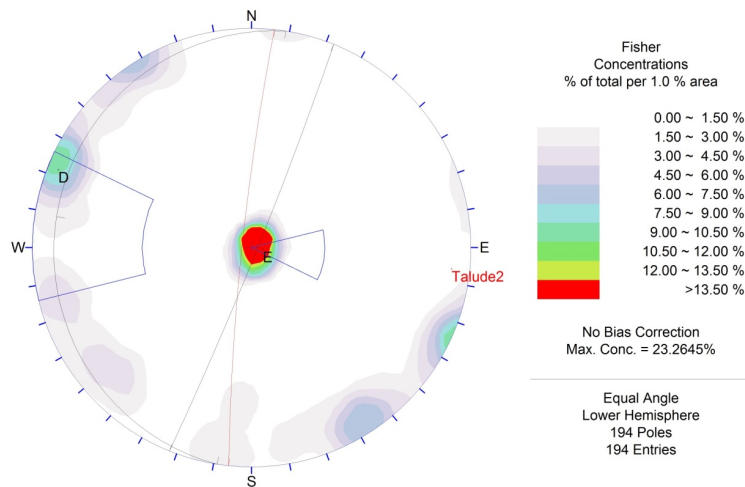 N
Fisher
Concentrations
% of total per 1.0 % area
0.00 ~ 1.50 %
1.50 ~ 3.00 %
3.00 ~ 4.50 %
4.50 ~ 6.00 %
6.00 ~ 7.50 %
7.50 ~ 9.00 %
9.00 ~ 10.50 %
10.50 ~ 12.00 %
12.00 ~ 13.50 %
>13.50 %
D
W
E
E
Talude2
No Bias Correction
Max. Conc. = 23.2645%
Equal Angle
Lower Hemisphere
194 Poles
194 Entries
S